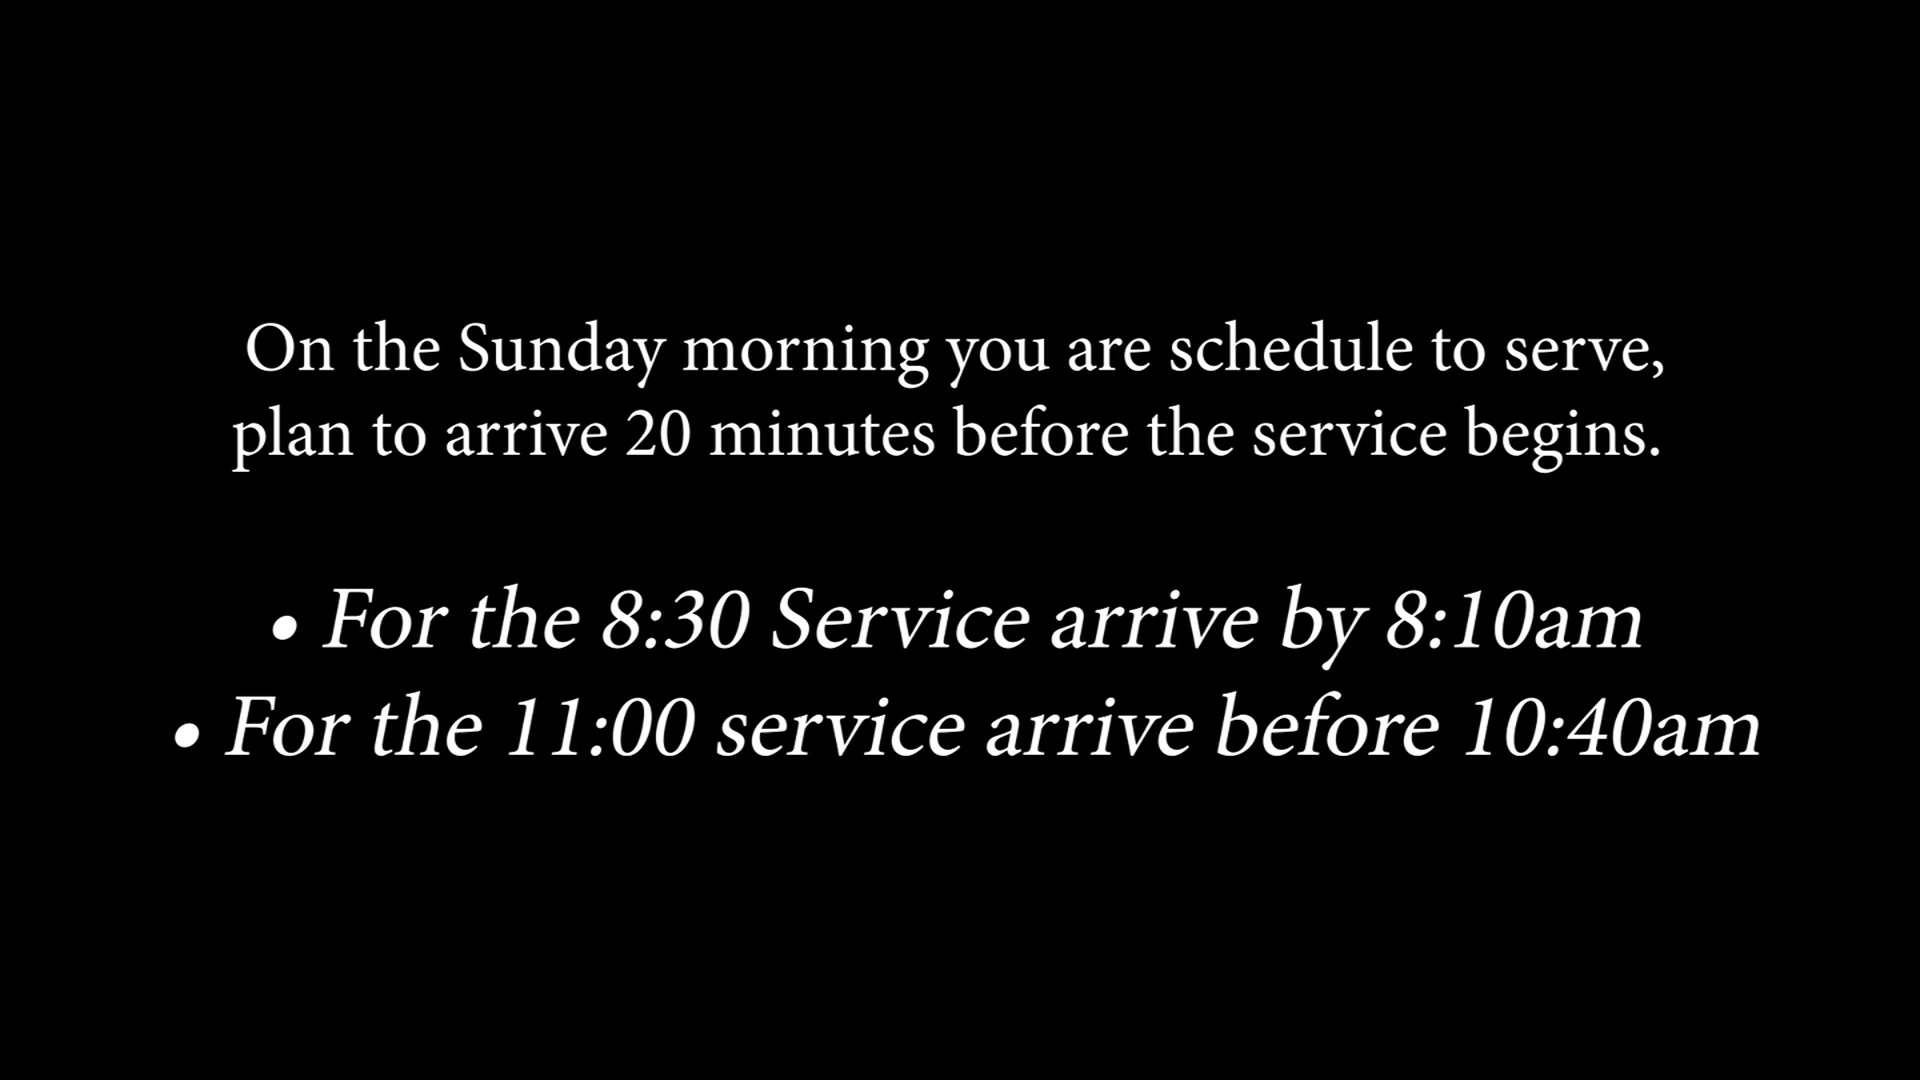 On the Sunday morning you are schedule to serve,
plan to arrive 20 minutes before the service begins.
• For the 8:30 Service arrive by 8:10am
• For the 11:00 service arrive before 10:40am